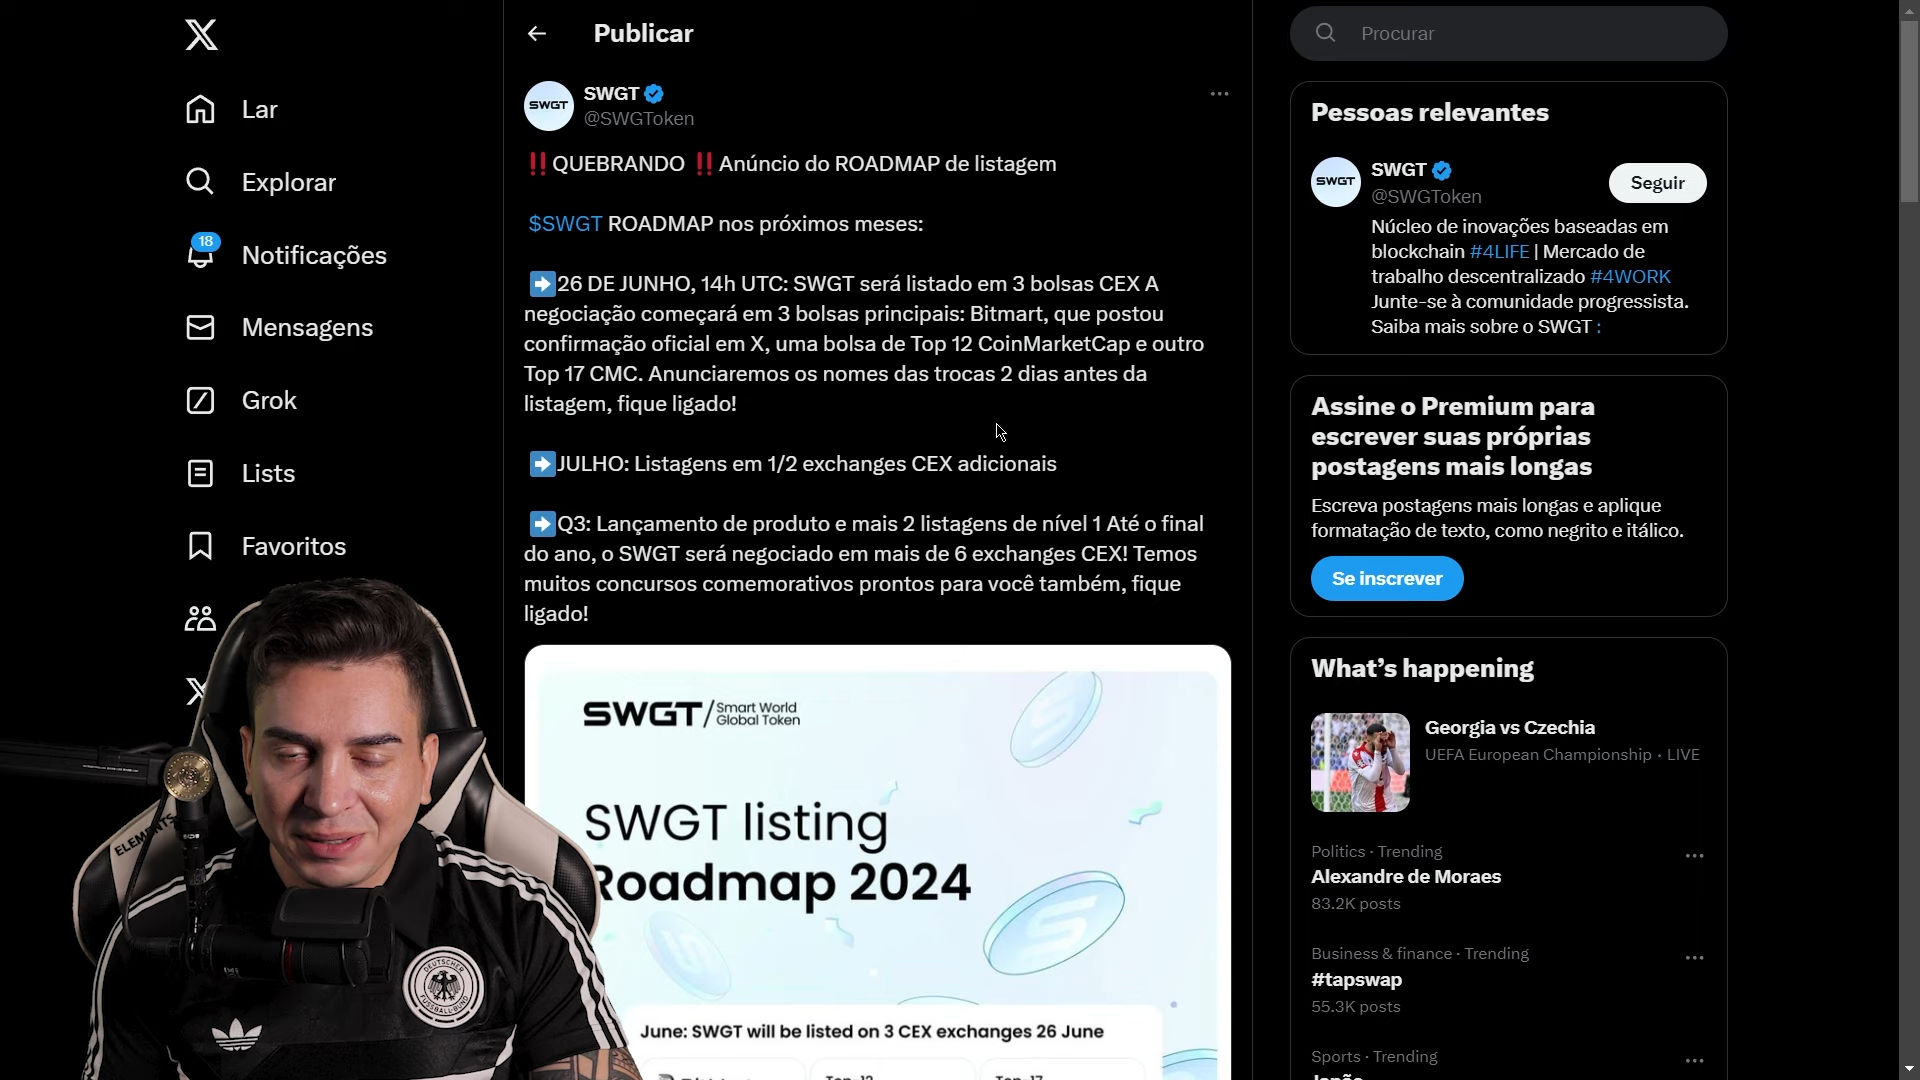 Lar
Explorar
18
Notificações
Mensagens
Grok
Lists
Favoritos
Publicar
SWGT
SWGT
@SWGToken
‼️QUEBRANDO ‼️Anúncio do ROADMAP de listagem
$SWGT ROADMAP nos próximos meses:
➡️26 DE JUNHO, 14h UTC: SWGT será listado em 3 bolsas CEX A
negociação começará em 3 bolsas principais: Bitmart, que postou
confirmação oficial em X, uma bolsa de Top 12 CoinMarketCap e outro
Top 17 CMC. Anunciaremos os nomes das trocas 2 dias antes da
listagem, fique ligado!
➡️JULHO: Listagens em 1/2 exchanges CEX adicionais
➡️Q3: Lançamento de produto e mais 2 listagens de nível 1 Até o final
do ano, o SWGT será negociado em mais de 6 exchanges CEX! Temos
muitos concursos comemorativos prontos para você também, fique
ligado!
SWGT/Smart World
Global Token
SWGT listing
Roadmap 2024
June: SWGT will be listed on 3 CEX exchanges 26 June
Top-12
Top-17
Procurar
Pessoas relevantes
SWGT
SWGT
@SWGToken
Seguir
Núcleo de inovações baseadas em
blockchain #4LIFE | Mercado de
trabalho descentralizado #4WORK
Junte-se à comunidade progressista.
Saiba mais sobre o SWGT :
Assine o Premium para
escrever suas próprias
postagens mais longas
Escreva postagens mais longas e aplique
formatação de texto, como negrito e itálico.
Se inscrever
What's happening
Georgia vs Czechia
UEFA European Championship · LIVE
Politics · Trending
Alexandre de Moraes
83.2K posts
Business & finance · Trending
#tapswap
55.3K posts
Sports · Trending
ELEMENTS
DEUTSCHER
FUSSBALL-BUND